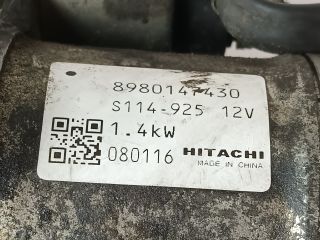 8980147430
S114-925 12V
1.4kW
080116 HITACHI
MADE IN CHINA